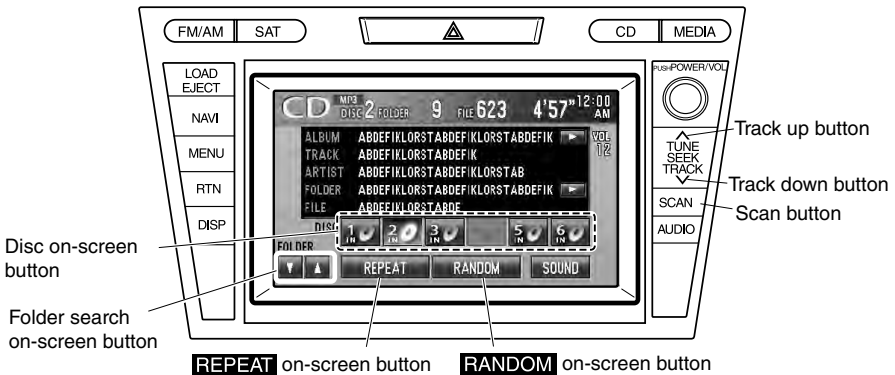 FM/AM SAT CD MEDIA
LOAD
EJECT
NAVI
MENU
RTN
DISP
PUSH POWER/VOL
TUNE
SEEK
TRACK
SCAN
AUDIO
CD MP3 DISC 2 FOLDER 9 FILE 623 4'57" 12:00 AM
VOL
12
ALBUM ABDEFIKLORSTABDEFIKLORSTABDEFIK
TRACK ABDEFIKLORSTABDEFIK
ARTIST ABDEFIKLORSTABDEFIKLORSTAB
FOLDER ABDEFIKLORSTABDEFIKLORSTABDEFIK
FILE ABDEFIKLORSTABDE
DISC 1 IN 2 IN 3 IN 5 IN 6 IN
FOLDER
REPEAT RANDOM SOUND
Track up button
Track down button
Scan button
Disc on-screen
button
Folder search
on-screen button
REPEAT on-screen button
RANDOM on-screen button